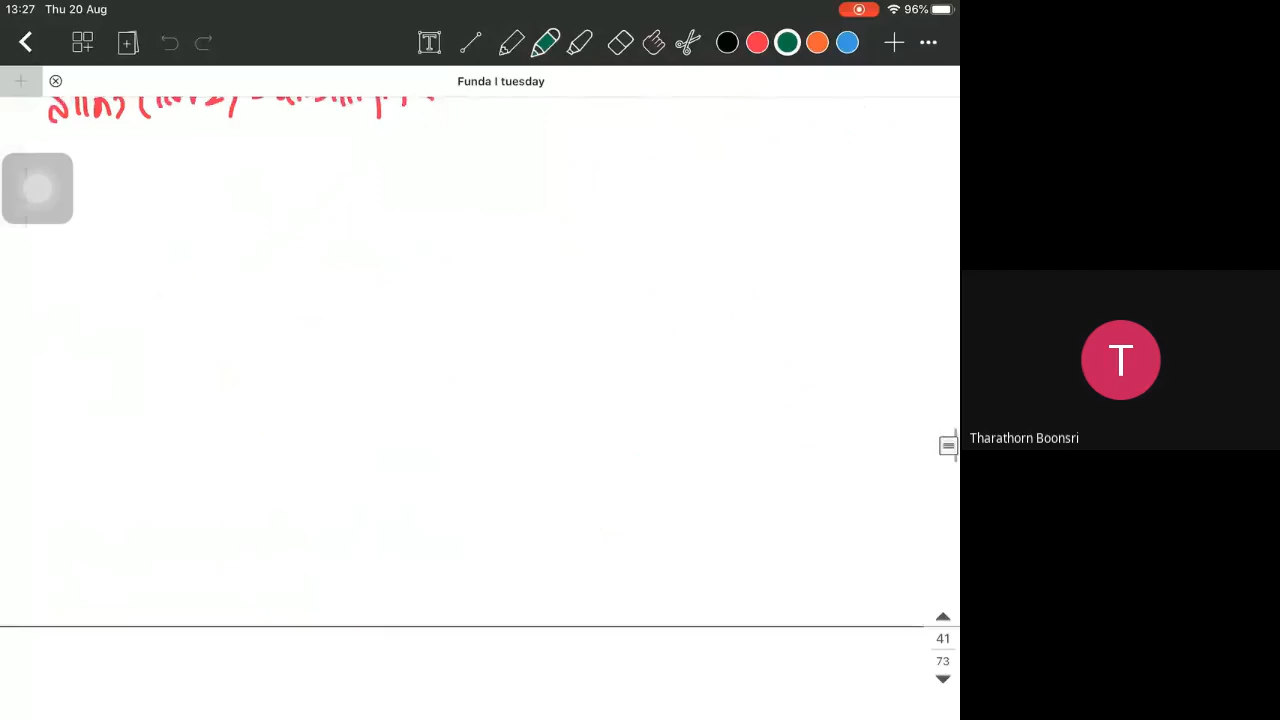 13:27 Thu 20 Aug
96%
Funda I tuesday
41
73
T
Tharathorn Boonsri